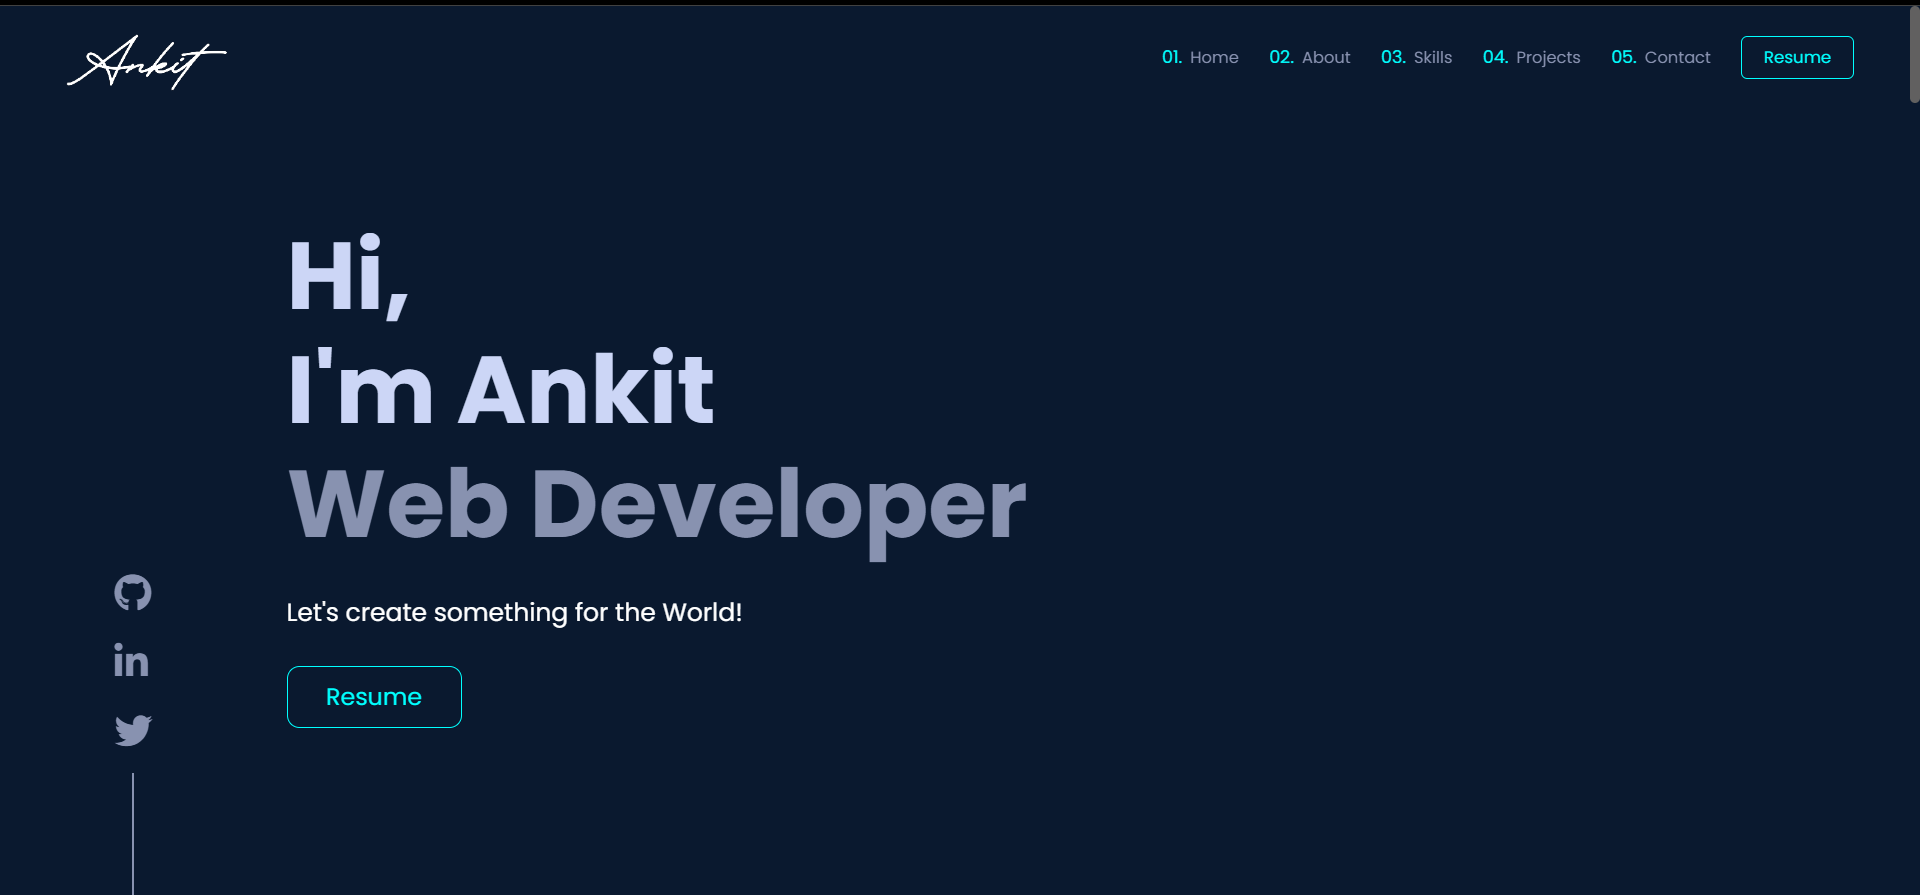 Ankit
01. Home 02. About 03. Skills 04. Projects 05. Contact Resume
Hi,
I'm Ankit
Web Developer
Let's create something for the World!
Resume
in